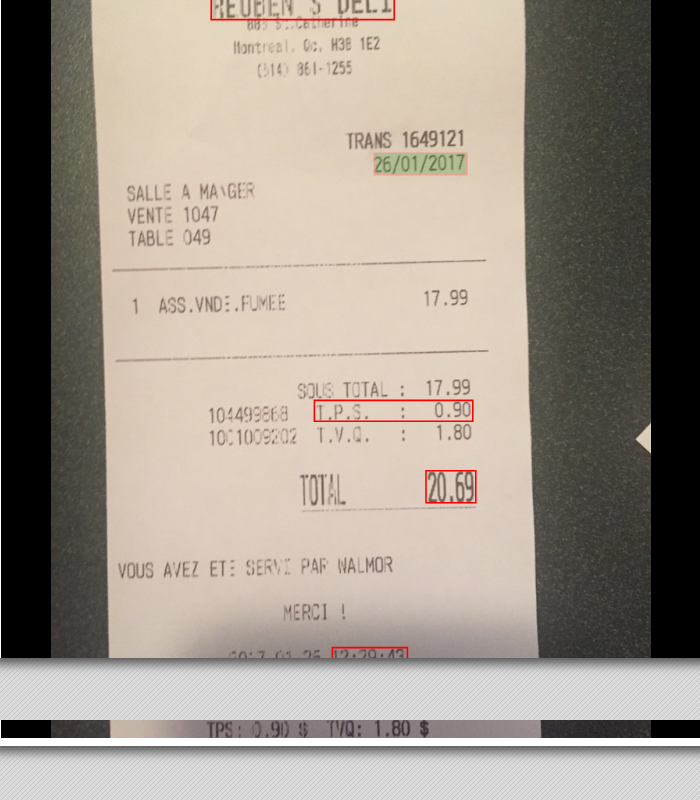 REUBEN'S DELI
889 St.Catherine
Montreal, Qc, H3B 1E2
(514) 861-1255
TRANS 1649121
26/01/2017
SALLE A MANGER
VENTE 1047
TABLE 049
1 ASS.VNDE.FUMEE 17.99
SOUS TOTAL : 17.99
104499868 T.P.S. : 0.90
1001009202 T.V.Q. : 1.80
TOTAL 20.69
VOUS AVEZ ETE SERVI PAR WALMOR
MERCI !
2017-01-26 12:29:43
TPS: 0.90 $ TVQ: 1.80 $